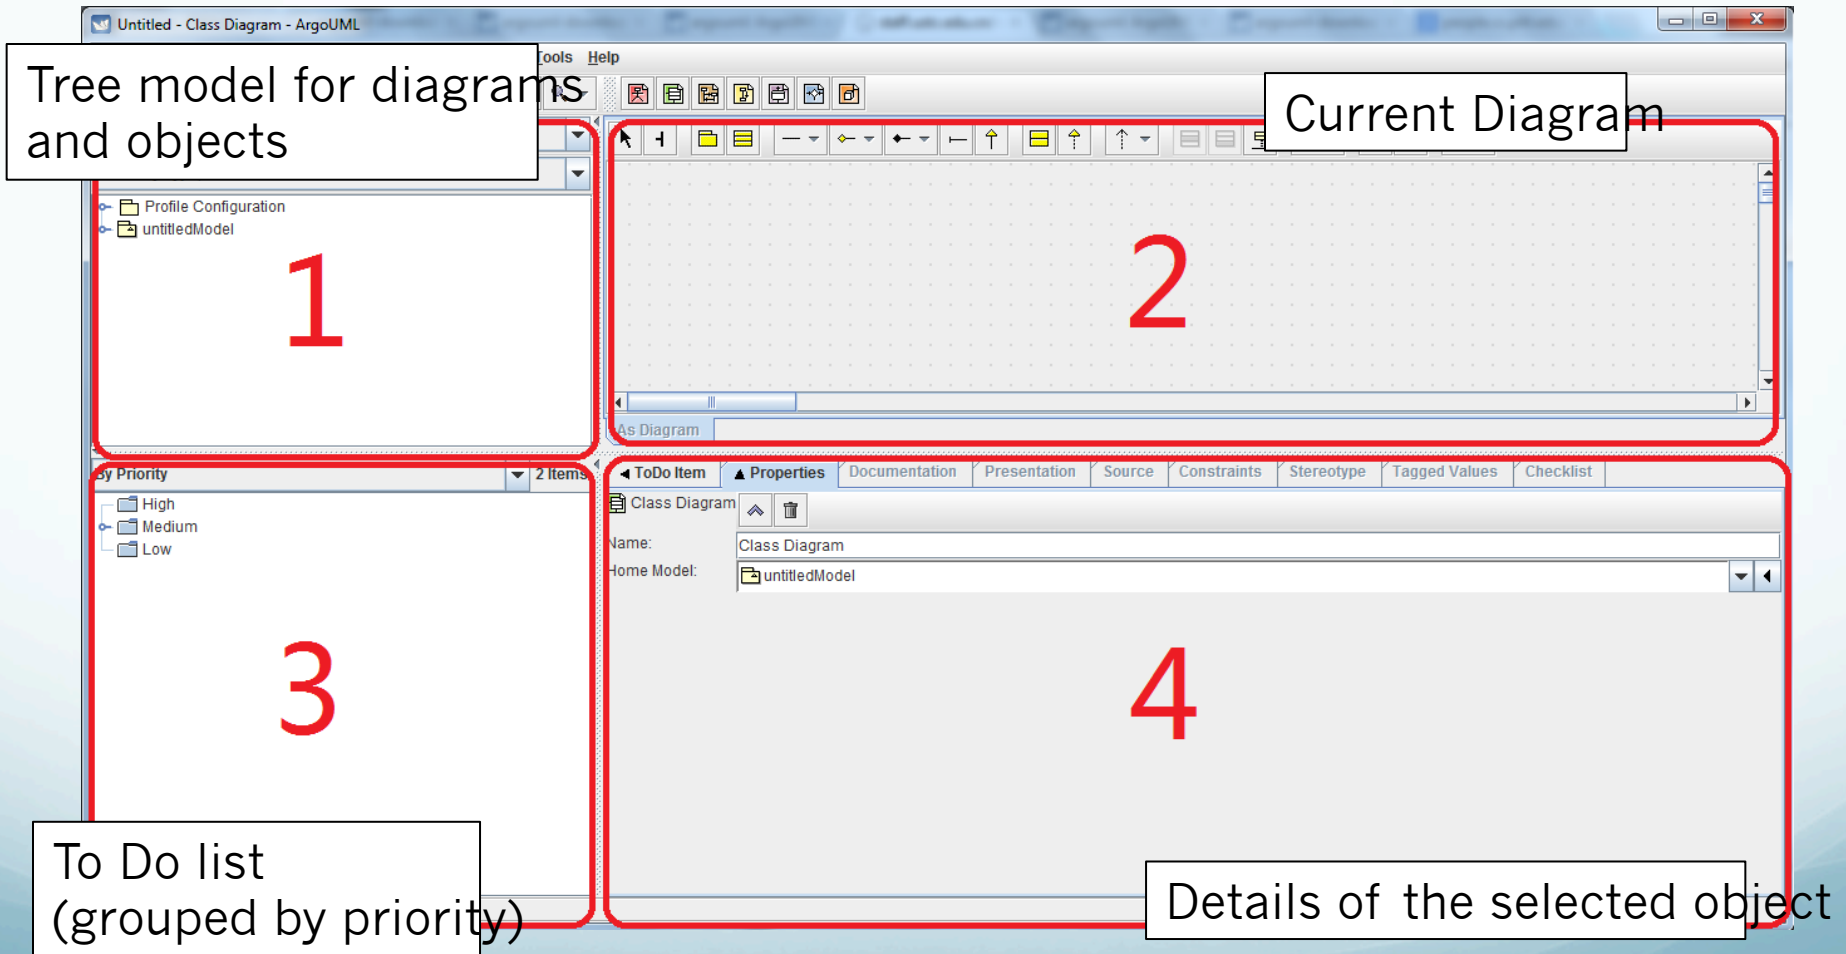 Untitled - Class Diagram - ArgoUML
Tools Help
Tree model for diagrams
and objects
Current Diagram
Profile Configuration
untitledModel
1
2
As Diagram
By Priority
2 Items
High
Medium
Low
3
ToDo Item Properties Documentation Presentation Source Constraints Stereotype Tagged Values Checklist
Class Diagram
Name:
Class Diagram
Home Model:
untitledModel
4
To Do list
(grouped by priority)
Details of the selected object